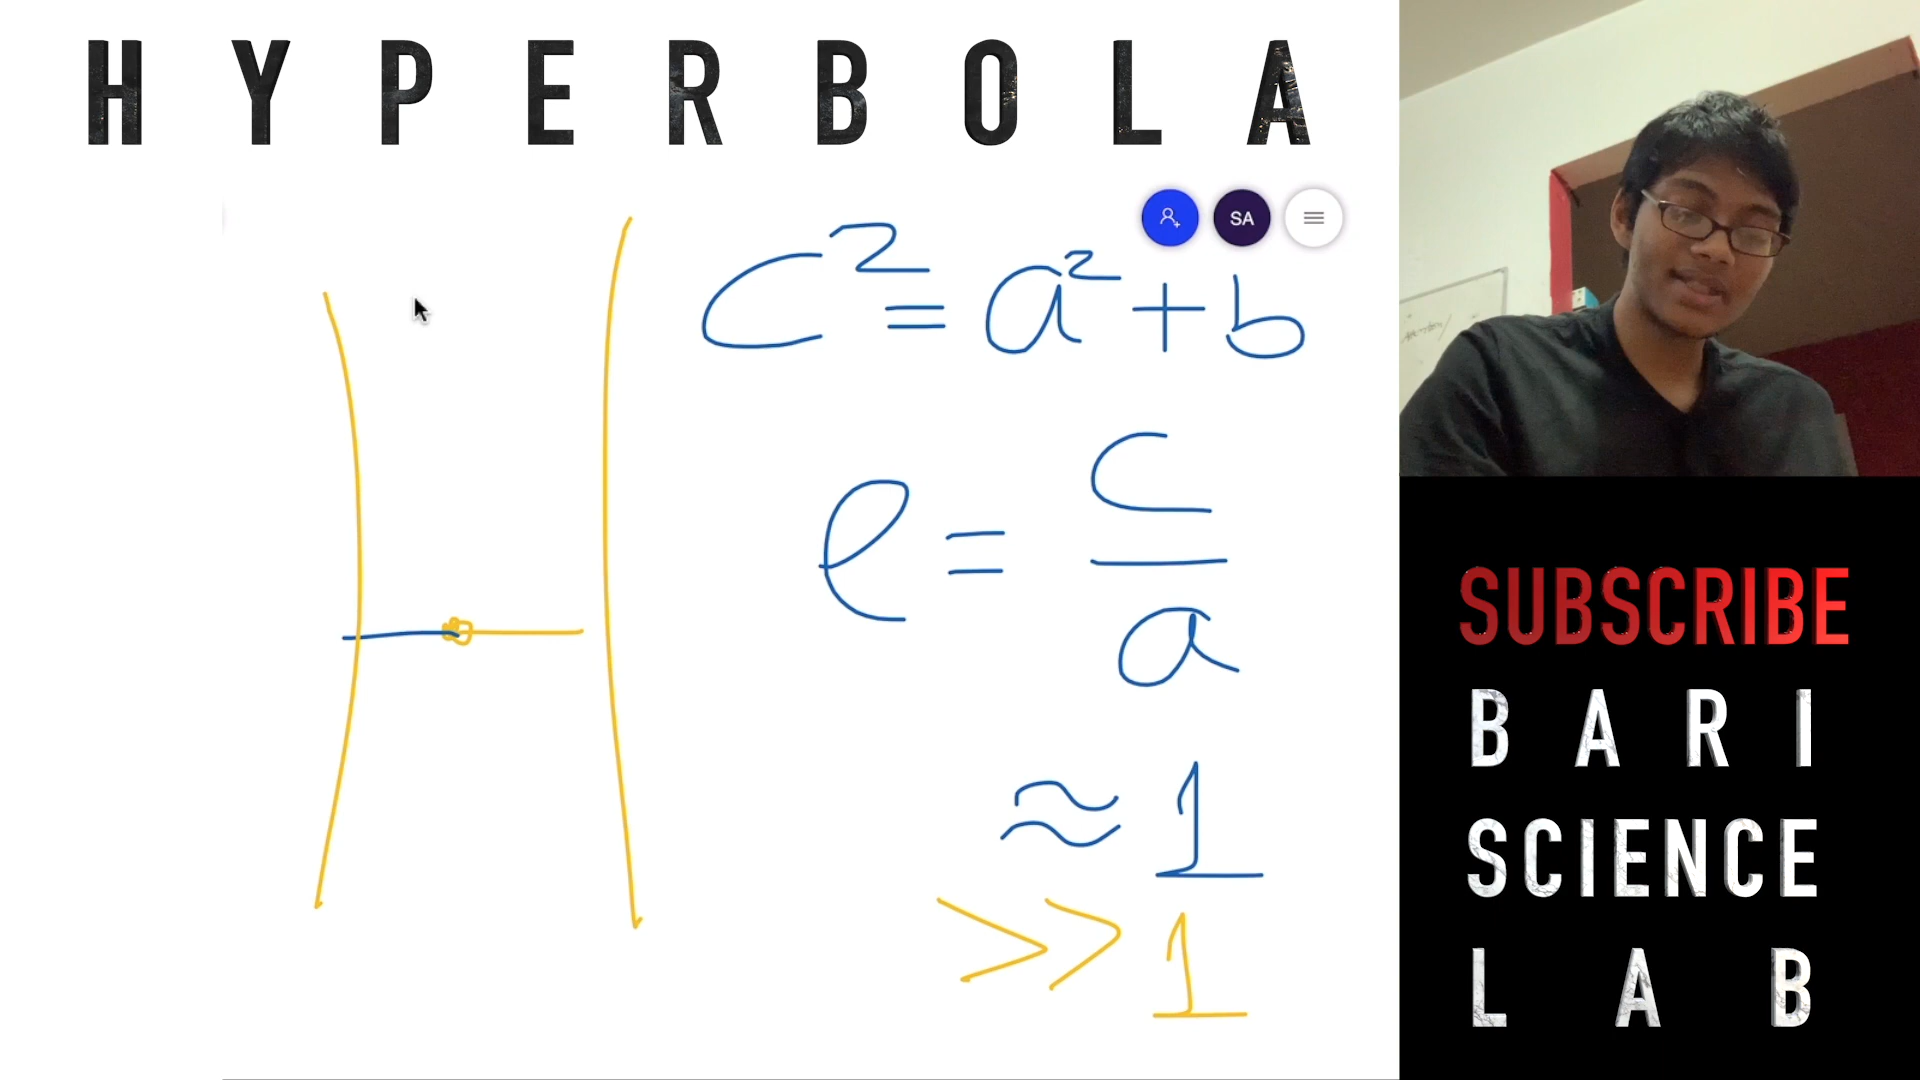 HYPERBOLA
SA
c² = a² + b
e = c/a
≈ 1
>> 1
SUBSCRIBE
BARI
SCIENCE
LAB